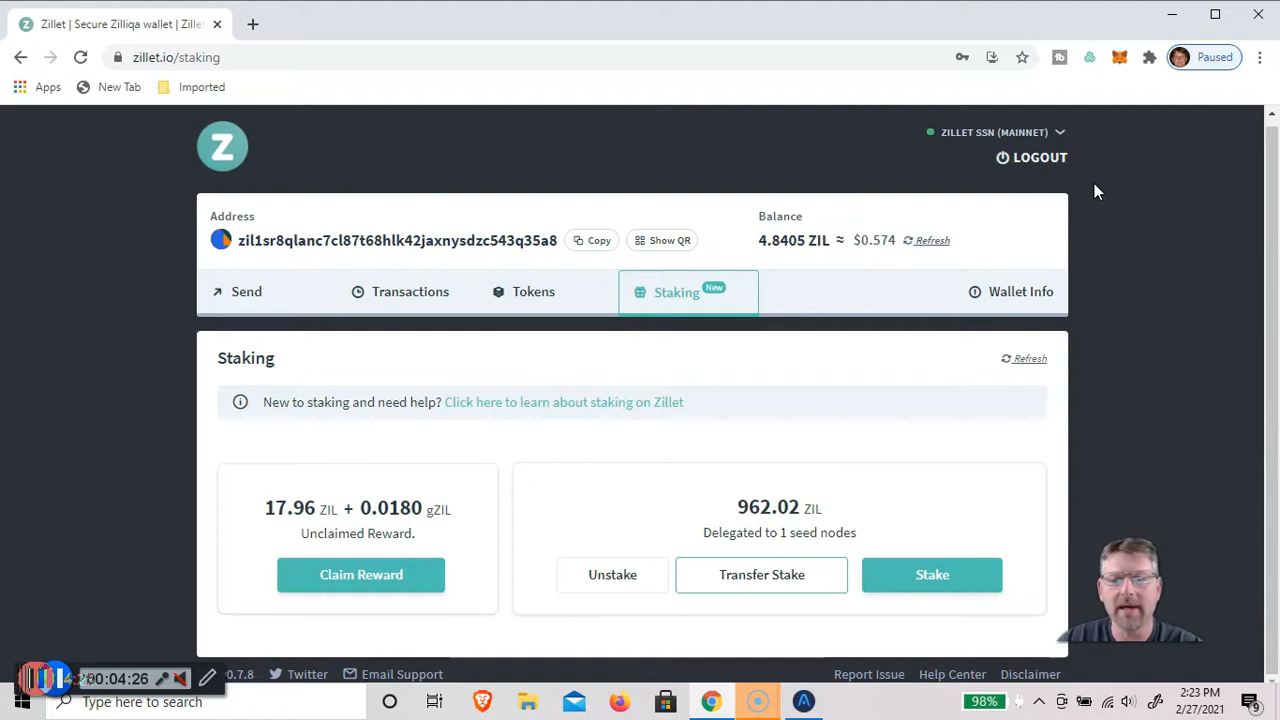 Zillet | Secure Zilliqa wallet | Zille
zillet.io/staking
tb
Paused
Apps
New Tab
Imported
Z
ZILLET SSN (MAINNET)
LOGOUT
Address
Balance
zil1sr8qlanc7cl87t68hlk42jaxnysdzc543q35a8
Copy
Show QR
4.8405 ZIL ≈ $0.574
Refresh
Send
Transactions
Tokens
Staking New
Wallet Info
Staking
Refresh
New to staking and need help? Click here to learn about staking on Zillet
17.96 ZIL + 0.0180 gZIL
Unclaimed Reward.
Claim Reward
962.02 ZIL
Delegated to 1 seed nodes
Unstake
Transfer Stake
Stake
00:04:26
0.7.8
Twitter
Email Support
Report Issue
Help Center
Disclaimer
Type here to search
98%
2:23 PM
2/27/2021
9